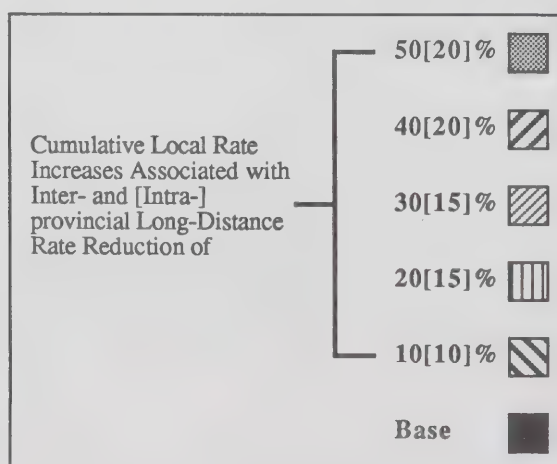 50[20]%
40[20]%
Cumulative Local Rate
Increases Associated with
Inter- and [Intra-]
provincial Long-Distance
Rate Reduction of
30[15]%
20[15]%
10[10]%
Base